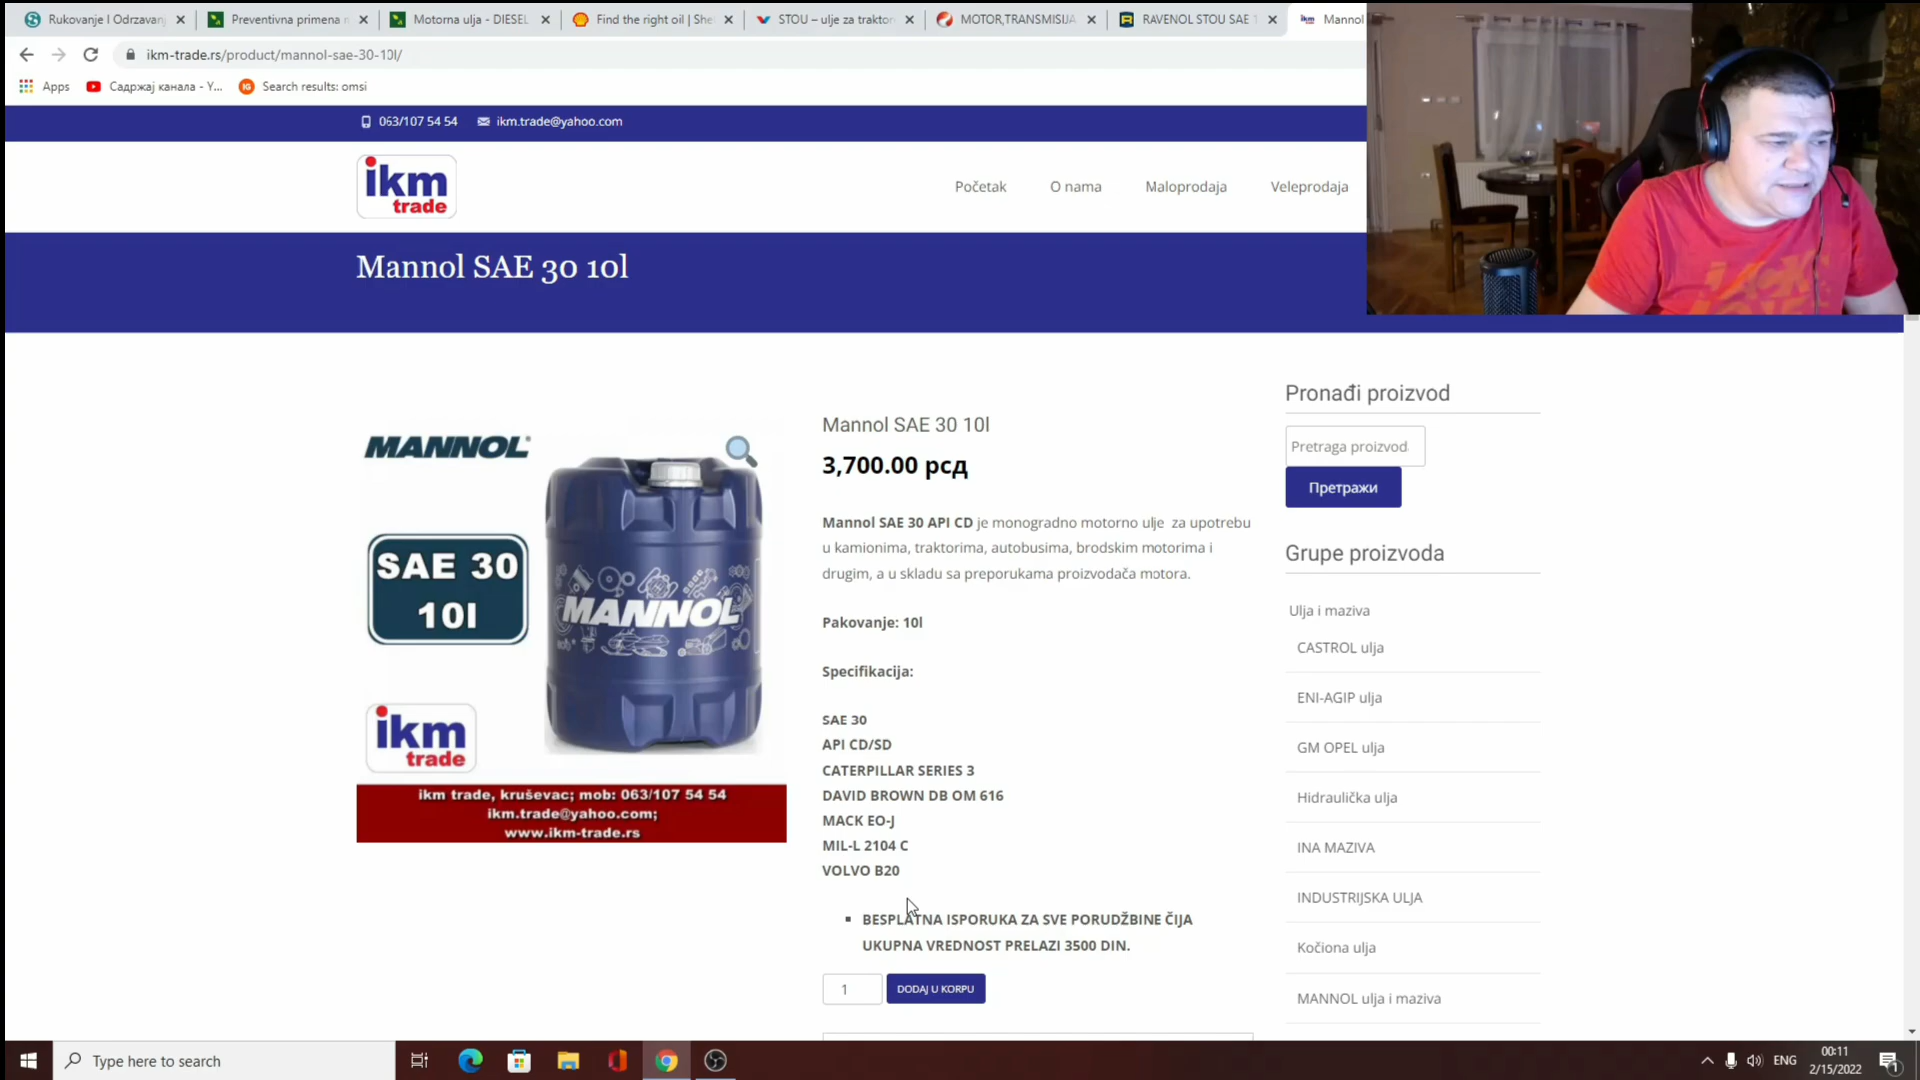 Rukovanje I Odrzavanj
Preventivna primena m
Motorna ulja - DIESEL
Find the right oil | She
STOU – ulje za traktor
MOTOR,TRANSMISIJA
RAVENOL STOU SAE 1
Mannol
ikm-trade.rs/product/mannol-sae-30-10l/
Apps
Садржај канала - Y...
Search results: omsi
063/107 54 54
ikm.trade@yahoo.com
ikm
trade
Početak
O nama
Maloprodaja
Veleprodaja
Mannol SAE 30 10l
MANNOL
SAE 30
10l
MANNOL
ikm
trade
ikm trade, kruševac; mob: 063/107 54 54
ikm.trade@yahoo.com;
www.ikm-trade.rs
Mannol SAE 30 10l
3,700.00 рсд
Mannol SAE 30 API CD je monogradno motorno ulje za upotrebu
u kamionima, traktorima, autobusima, brodskim motorima i
drugim, a u skladu sa preporukama proizvođača motora.
Pakovanje: 10l
Specifikacija:
SAE 30
API CD/SD
CATERPILLAR SERIES 3
DAVID BROWN DB OM 616
MACK EO-J
MIL-L 2104 C
VOLVO B20
BESPLATNA ISPORUKA ZA SVE PORUDŽBINE ČIJA
UKUPNA VREDNOST PRELAZI 3500 DIN.
1
DODAJ U KORPU
Pronađi proizvod
Pretraga proizvod
Претражи
Grupe proizvoda
Ulja i maziva
CASTROL ulja
ENI-AGIP ulja
GM OPEL ulja
Hidraulička ulja
INA MAZIVA
INDUSTRIJSKA ULJA
Kočiona ulja
MANNOL ulja i maziva
Type here to search
ENG
00:11
2/15/2022
1